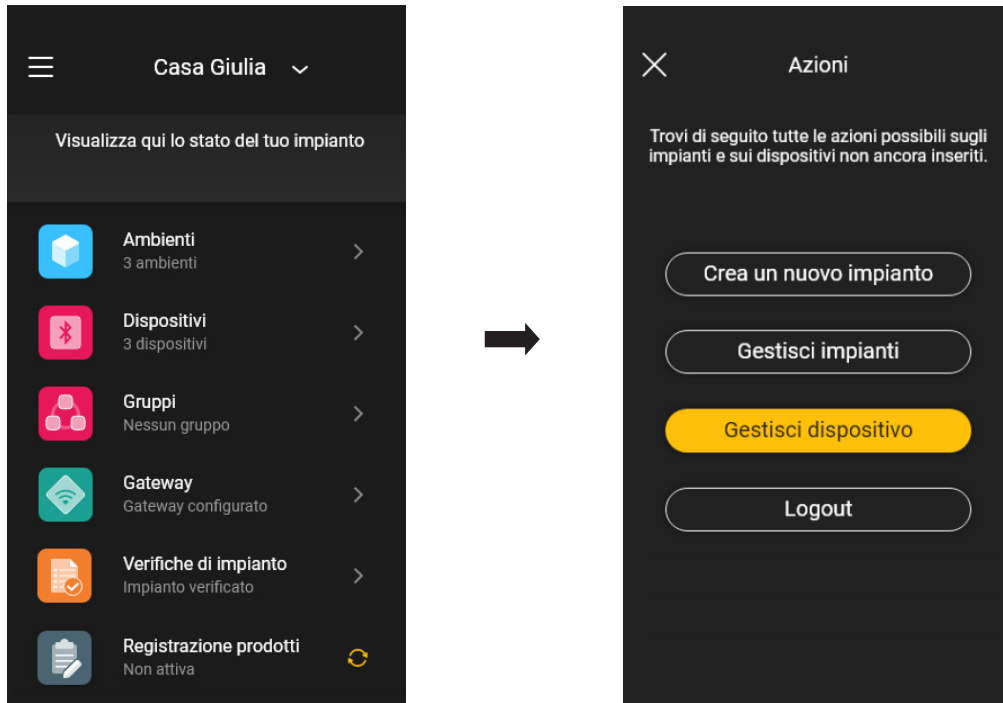 Casa Giulia
Visualizza qui lo stato del tuo impianto
Ambienti
3 ambienti
Dispositivi
3 dispositivi
Gruppi
Nessun gruppo
Gateway
Gateway configurato
Verifiche di impianto
Impianto verificato
Registrazione prodotti
Non attiva
Azioni
Trovi di seguito tutte le azioni possibili sugli
impianti e sui dispositivi non ancora inseriti.
Crea un nuovo impianto
Gestisci impianti
Gestisci dispositivo
Logout